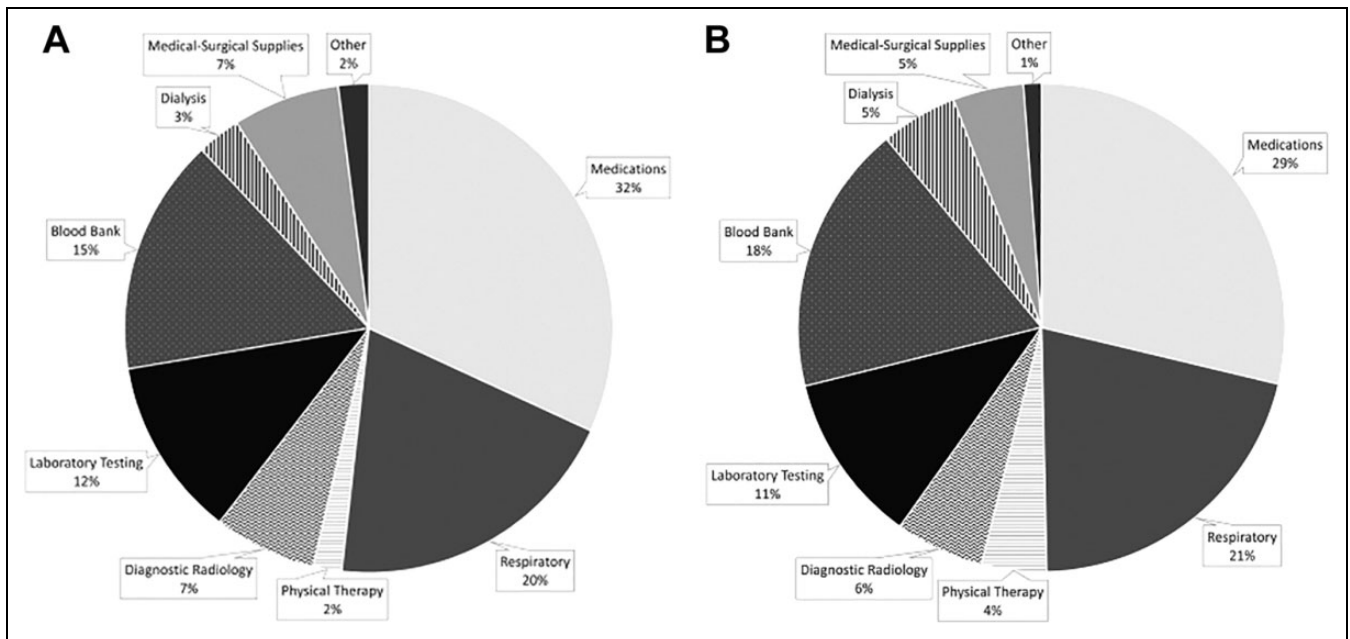 A
Medical-Surgical Supplies
7%
Other
2%
Dialysis
3%
Medications
32%
Blood Bank
15%
Laboratory Testing
12%
Diagnostic Radiology
7%
Physical Therapy
2%
Respiratory
20%
B
Medical-Surgical Supplies
5%
Other
1%
Dialysis
5%
Medications
29%
Blood Bank
18%
Laboratory Testing
11%
Diagnostic Radiology
6%
Physical Therapy
4%
Respiratory
21%